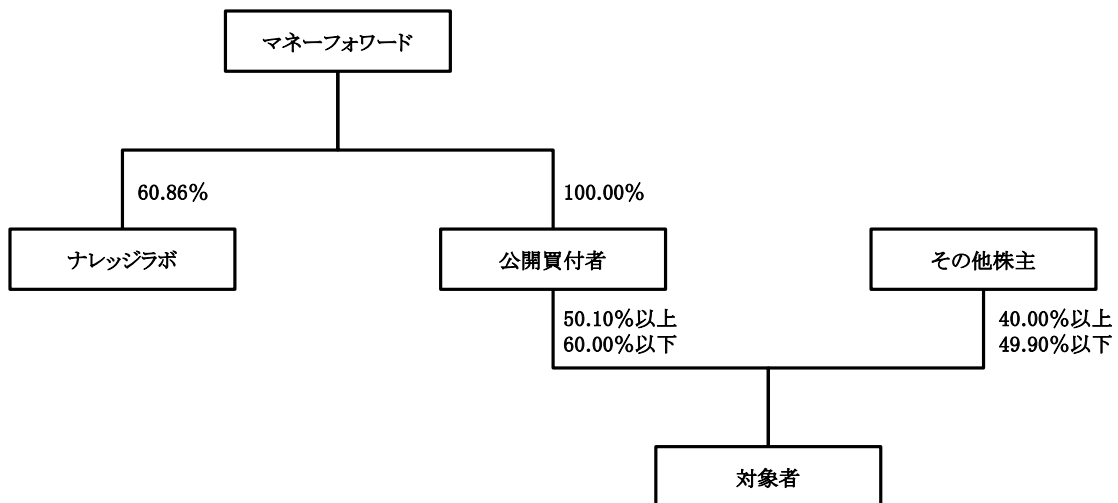 マネーフォワード
60.86%
100.00%
ナレッジラボ
公開買付者
その他株主
50.10%以上
60.00%以下
40.00%以上
49.90%以下
対象者